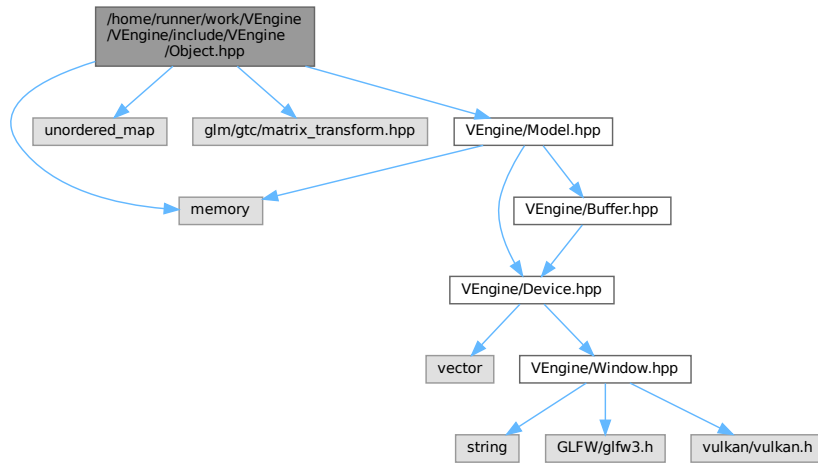 /home/runner/work/VEngine
/VEngine/include/VEngine
/Object.hpp
unordered_map
glm/gtc/matrix_transform.hpp
VEngine/Model.hpp
memory
VEngine/Buffer.hpp
VEngine/Device.hpp
vector
VEngine/Window.hpp
string
GLFW/glfw3.h
vulkan/vulkan.h